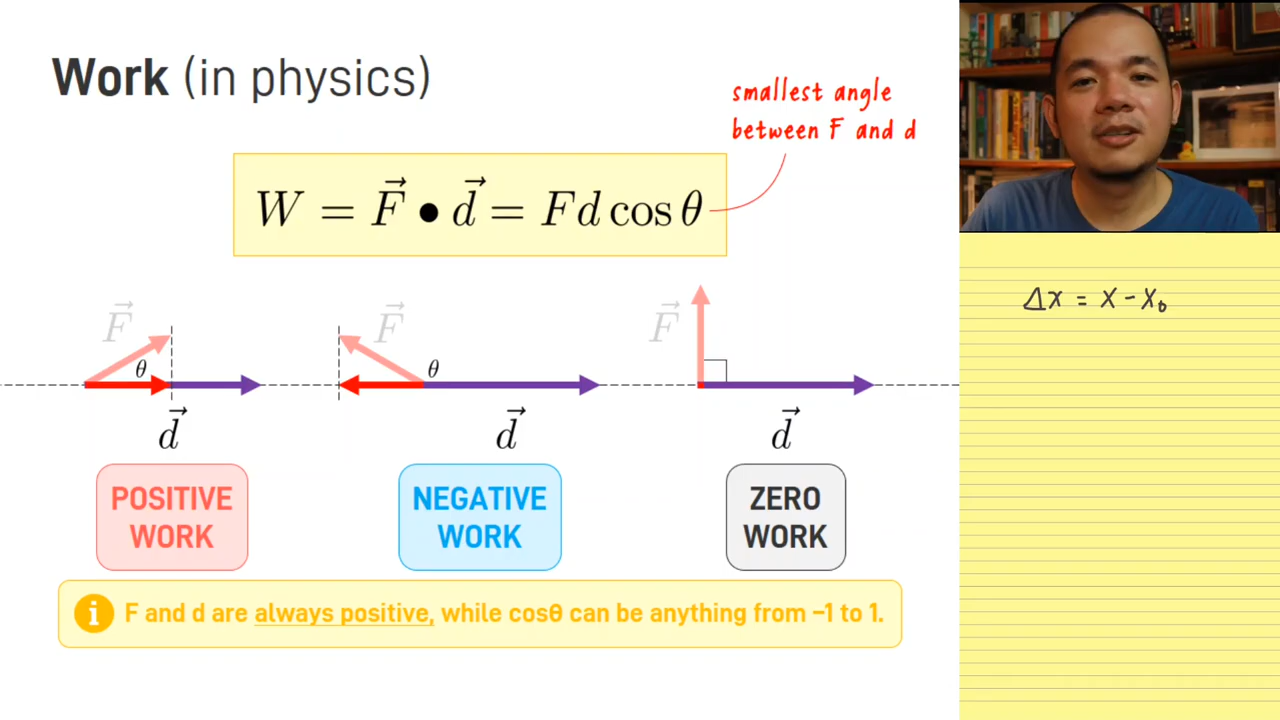 Work (in physics)
smallest angle
between F and d
W = F⃗ • d⃗ = Fd cos θ
F⃗
θ
d⃗
F⃗
θ
d⃗
F⃗
d⃗
POSITIVE
WORK
NEGATIVE
WORK
ZERO
WORK
i
F and d are always positive, while cosθ can be anything from −1 to 1.
Δx = x - x₀